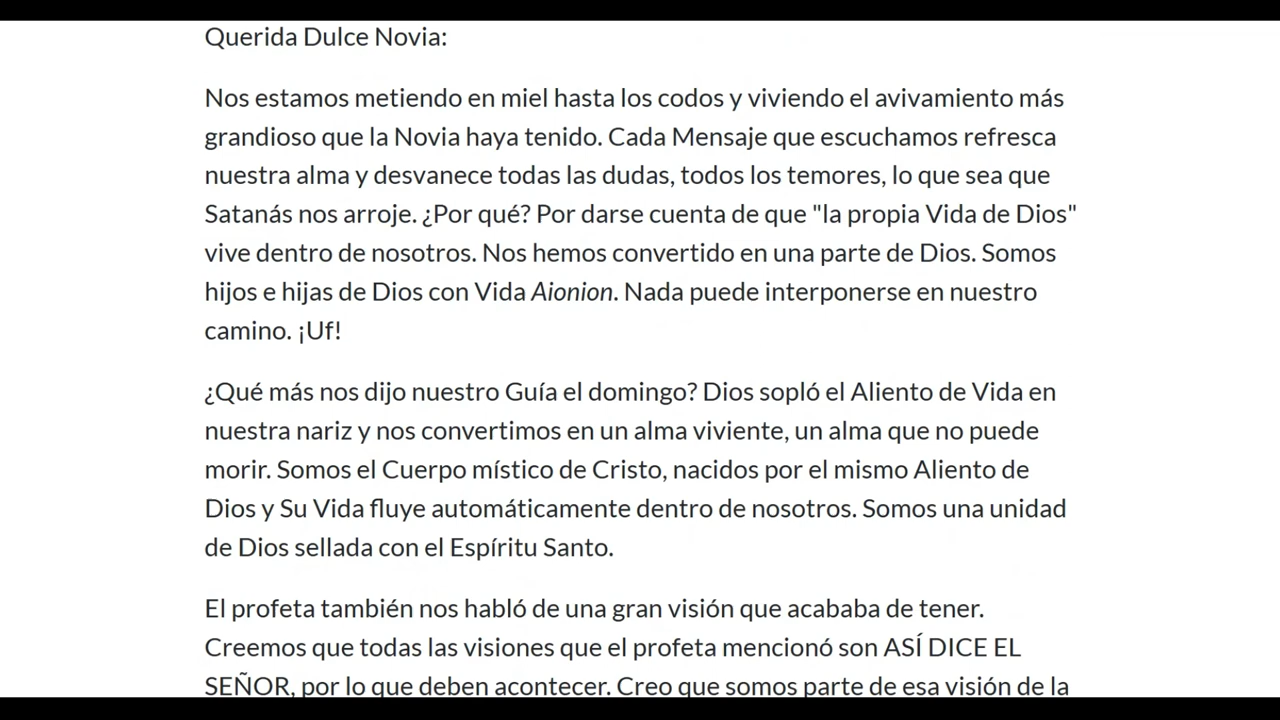 Querida Dulce Novia:
Nos estamos metiendo en miel hasta los codos y viviendo el avivamiento más
grandioso que la Novia haya tenido. Cada Mensaje que escuchamos refresca
nuestra alma y desvanece todas las dudas, todos los temores, lo que sea que
Satanás nos arroje. ¿Por qué? Por darse cuenta de que "la propia Vida de Dios"
vive dentro de nosotros. Nos hemos convertido en una parte de Dios. Somos
hijos e hijas de Dios con Vida Aionion. Nada puede interponerse en nuestro
camino. ¡Uf!
¿Qué más nos dijo nuestro Guía el domingo? Dios sopló el Aliento de Vida en
nuestra nariz y nos convertimos en un alma viviente, un alma que no puede
morir. Somos el Cuerpo místico de Cristo, nacidos por el mismo Aliento de
Dios y Su Vida fluye automáticamente dentro de nosotros. Somos una unidad
de Dios sellada con el Espíritu Santo.
El profeta también nos habló de una gran visión que acababa de tener.
Creemos que todas las visiones que el profeta mencionó son ASÍ DICE EL
SEÑOR, por lo que deben acontecer. Creo que somos parte de esa visión de la